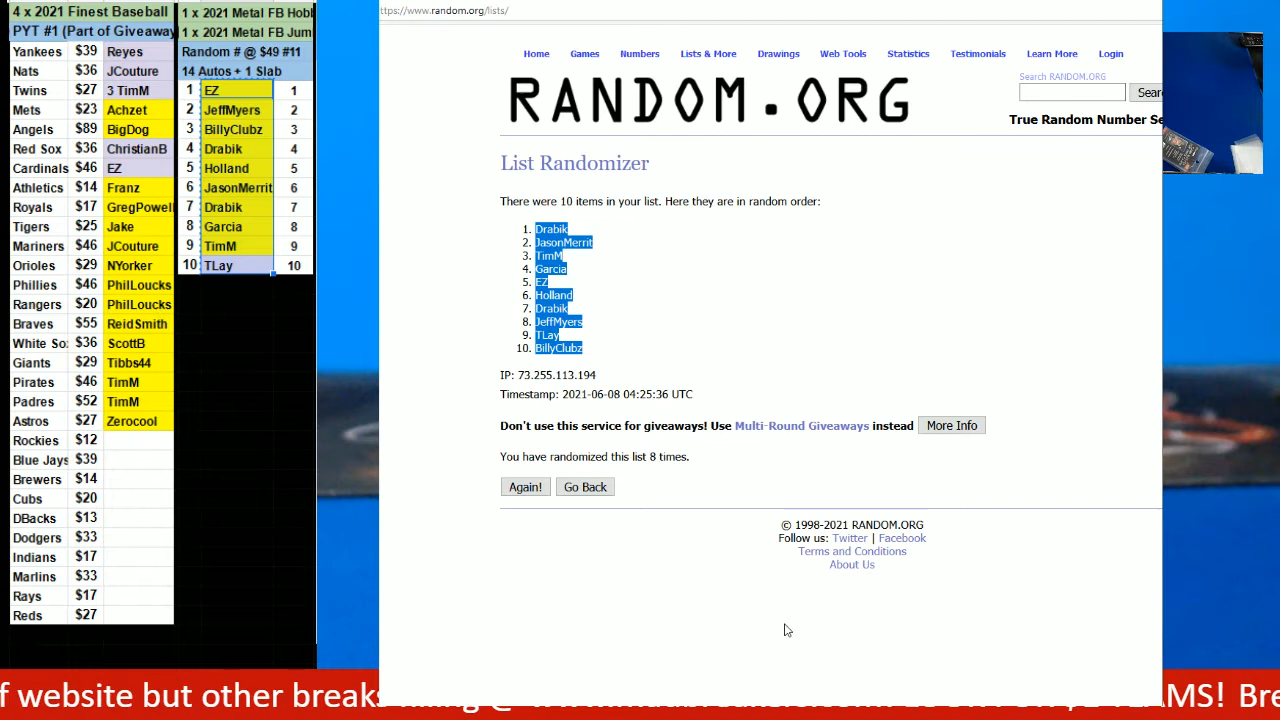 4 x 2021 Finest Baseball
PYT #1 (Part of Giveaway
Yankees $39 Reyes
Nats $36 JCouture
Twins $27 3 TimM
Mets $23 Achzet
Angels $89 BigDog
Red Sox $36 ChristianB
Cardinals $46 EZ
Athletics $14 Franz
Royals $17 GregPowell
Tigers $25 Jake
Mariners $46 JCouture
Orioles $29 NYorker
Phillies $46 PhilLoucks
Rangers $20 PhilLoucks
Braves $55 ReidSmith
White So $36 ScottB
Giants $29 Tibbs44
Pirates $46 TimM
Padres $52 TimM
Astros $27 Zerocool
Rockies $12
Blue Jays $39
Brewers $14
Cubs $20
DBacks $13
Dodgers $33
Indians $17
Marlins $33
Rays $17
Reds $27
1 x 2021 Metal FB Hobb
1 x 2021 Metal FB Jum
Random # @ $49 #11
14 Autos + 1 Slab
1 EZ 1
2 JeffMyers 2
3 BillyClubz 3
4 Drabik 4
5 Holland 5
6 JasonMerrit 6
7 Drabik 7
8 Garcia 8
9 TimM 9
10 TLay 10
ttps://www.random.org/lists/
Home Games Numbers Lists & More Drawings Web Tools Statistics Testimonials Learn More Login
Search RANDOM.ORG
Sear
RANDOM.ORG
True Random Number Se
List Randomizer
There were 10 items in your list. Here they are in random order:
1. Drabik
2. JasonMerrit
3. TimM
4. Garcia
5. EZ
6. Holland
7. Drabik
8. JeffMyers
9. TLay
10. BillyClubz
IP: 73.255.113.194
Timestamp: 2021-06-08 04:25:36 UTC
Don't use this service for giveaways! Use Multi-Round Giveaways instead More Info
You have randomized this list 8 times.
Again! Go Back
© 1998-2021 RANDOM.ORG
Follow us: Twitter | Facebook
Terms and Conditions
About Us
f website but other breaks AMS! Bre